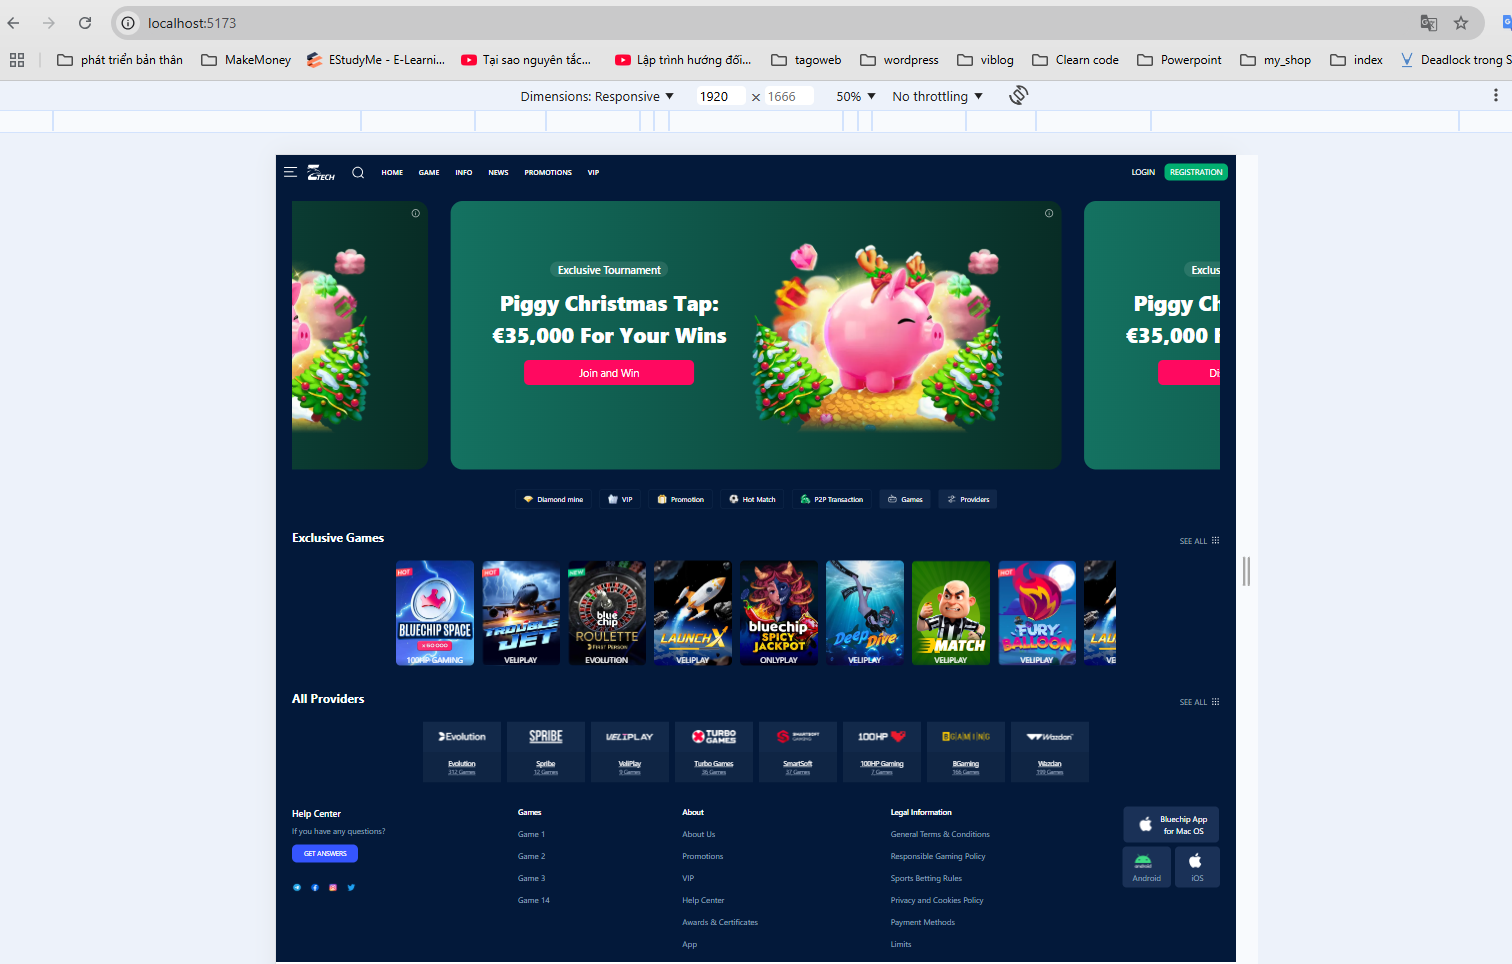 localhost:5173
phát triển bản thân
MakeMoney
EStudyMe - E-Learni...
Tại sao nguyên tắc...
Lập trình hướng đối...
tagoweb
wordpress
viblog
Clearn code
Powerpoint
my_shop
index
Deadlock trong S
Dimensions: Responsive
1920
×
1666
50%
No throttling
TECH
HOME
GAME
INFO
NEWS
PROMOTIONS
VIP
LOGIN
REGISTRATION
Exclusive Tournament
Piggy Christmas Tap:
€35,000 For Your Wins
Join and Win
Exclus
Piggy Ch
€35,000 F
Di
Diamond mine
VIP
Promotion
Hot Match
P2P Transaction
Games
Providers
Exclusive Games
SEE ALL
HOT
BLUECHIP SPACE
x 50 000
100HP GAMING
HOT
TROUBLE
JET
VELIPLAY
NEW
blue
chip
ROULETTE
FIRST PERSON
EVOLUTION
LAUNCHX
VELIPLAY
bluechip
SPICY
JACKPOT
ONLYPLAY
Deep Dive
VELIPLAY
MATCH
VELIPLAY
HOT
FURY
BALLOON
VELIPLAY
LAU
VE
All Providers
SEE ALL
Evolution
Evolution
312 Games
SPRIBE
Spribe
12 Games
VELIPLAY
VeliPlay
9 Games
TURBO
GAMES
Turbo Games
36 Games
SMARTSOFT
GAMING
SmartSoft
37 Games
100HP
100HP Gaming
7 Games
BGAMING
BGaming
166 Games
Wazdan
Wazdan
199 Games
Help Center
If you have any questions?
GET ANSWERS
Games
Game 1
Game 2
Game 3
Game 14
About
About Us
Promotions
VIP
Help Center
Awards & Certificates
App
Legal Information
General Terms & Conditions
Responsible Gaming Policy
Sports Betting Rules
Privacy and Cookies Policy
Payment Methods
Limits
Bluechip App
for Mac OS
android
Android
iOS